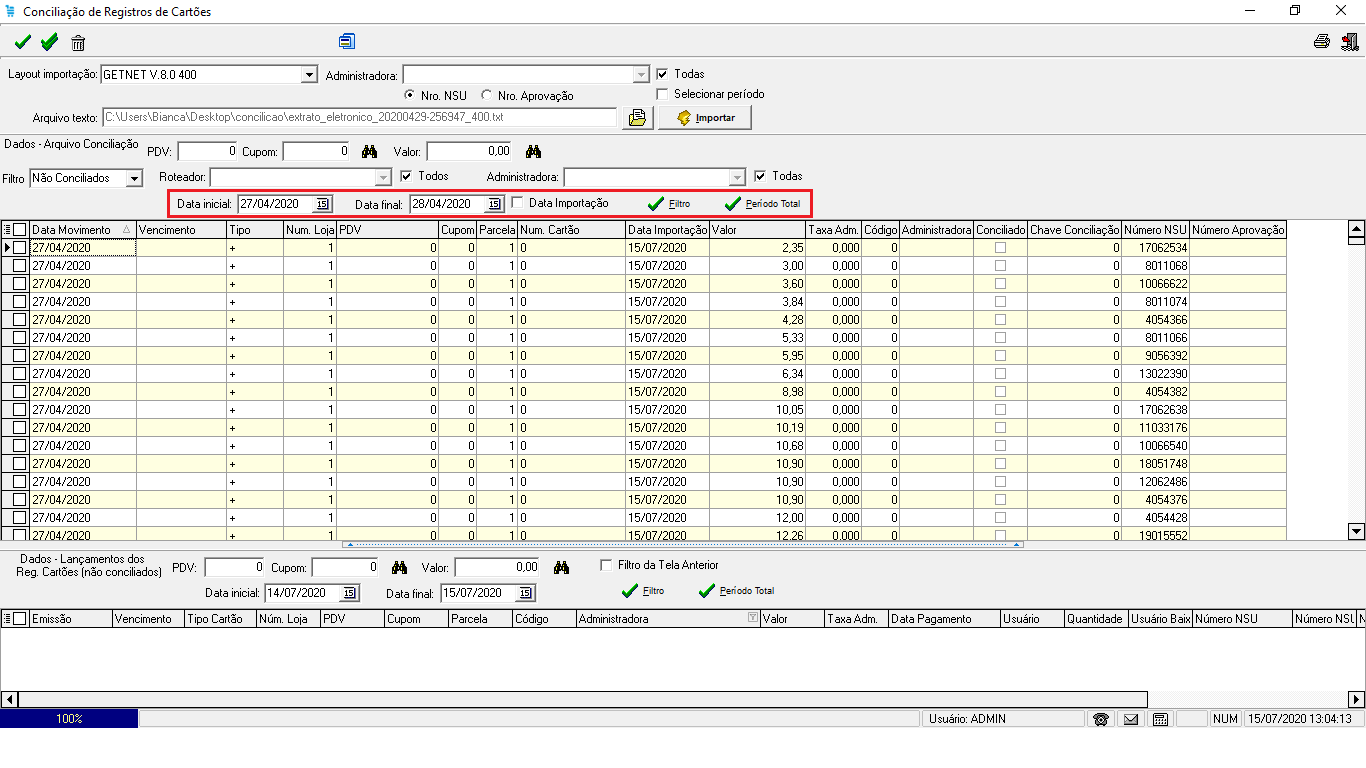 Conciliação de Registros de Cartões
Layout importação: GETNET V.8.0 400 Administradora: Todas
Nro. NSU Nro. Aprovação Selecionar período
Arquivo texto: C:\Users\Bianca\Desktop\concilicao\extrato_eletronico_20200429-256947_400.txt Importar
Dados - Arquivo Conciliação PDV: 0 Cupom: 0 Valor: 0,00
Filtro Não Conciliados Roteador: Todos Administradora: Todas
Data inicial: 27/04/2020 15 Data final: 28/04/2020 15 Data Importação Filtro Período Total
Data Movimento Vencimento Tipo Num. Loja PDV Cupom Parcela Num. Cartão Data Importação Valor Taxa Adm. Código Administradora Conciliado Chave Conciliação Número NSU Número Aprovação
27/04/2020 + 1 0 0 1 0 15/07/2020 2,35 0,000 0 0 17062534
27/04/2020 + 1 0 0 1 0 15/07/2020 3,00 0,000 0 0 8011068
27/04/2020 + 1 0 0 1 0 15/07/2020 3,60 0,000 0 0 10066622
27/04/2020 + 1 0 0 1 0 15/07/2020 3,84 0,000 0 0 8011074
27/04/2020 + 1 0 0 1 0 15/07/2020 4,28 0,000 0 0 4054366
27/04/2020 + 1 0 0 1 0 15/07/2020 5,33 0,000 0 0 8011066
27/04/2020 + 1 0 0 1 0 15/07/2020 5,95 0,000 0 0 9056392
27/04/2020 + 1 0 0 1 0 15/07/2020 6,34 0,000 0 0 13022390
27/04/2020 + 1 0 0 1 0 15/07/2020 8,98 0,000 0 0 4054382
27/04/2020 + 1 0 0 1 0 15/07/2020 10,05 0,000 0 0 17062638
27/04/2020 + 1 0 0 1 0 15/07/2020 10,19 0,000 0 0 11033176
27/04/2020 + 1 0 0 1 0 15/07/2020 10,68 0,000 0 0 10066540
27/04/2020 + 1 0 0 1 0 15/07/2020 10,90 0,000 0 0 18051748
27/04/2020 + 1 0 0 1 0 15/07/2020 10,90 0,000 0 0 12062486
27/04/2020 + 1 0 0 1 0 15/07/2020 10,90 0,000 0 0 4054376
27/04/2020 + 1 0 0 1 0 15/07/2020 12,00 0,000 0 0 4054428
27/04/2020 + 1 0 0 1 0 15/07/2020 12,26 0,000 0 0 19015552
Dados - Lançamentos dos
Reg. Cartões (não conciliados) PDV: 0 Cupom: 0 Valor: 0,00 Filtro da Tela Anterior
Data inicial: 14/07/2020 15 Data final: 15/07/2020 15 Filtro Período Total
Emissão Vencimento Tipo Cartão Núm. Loja PDV Cupom Parcela Código Administradora Valor Taxa Adm. Data Pagamento Usuário Quantidade Usuário Baix Número NSU Número NSU N
100% Usuário: ADMIN NUM 15/07/2020 13:04:13